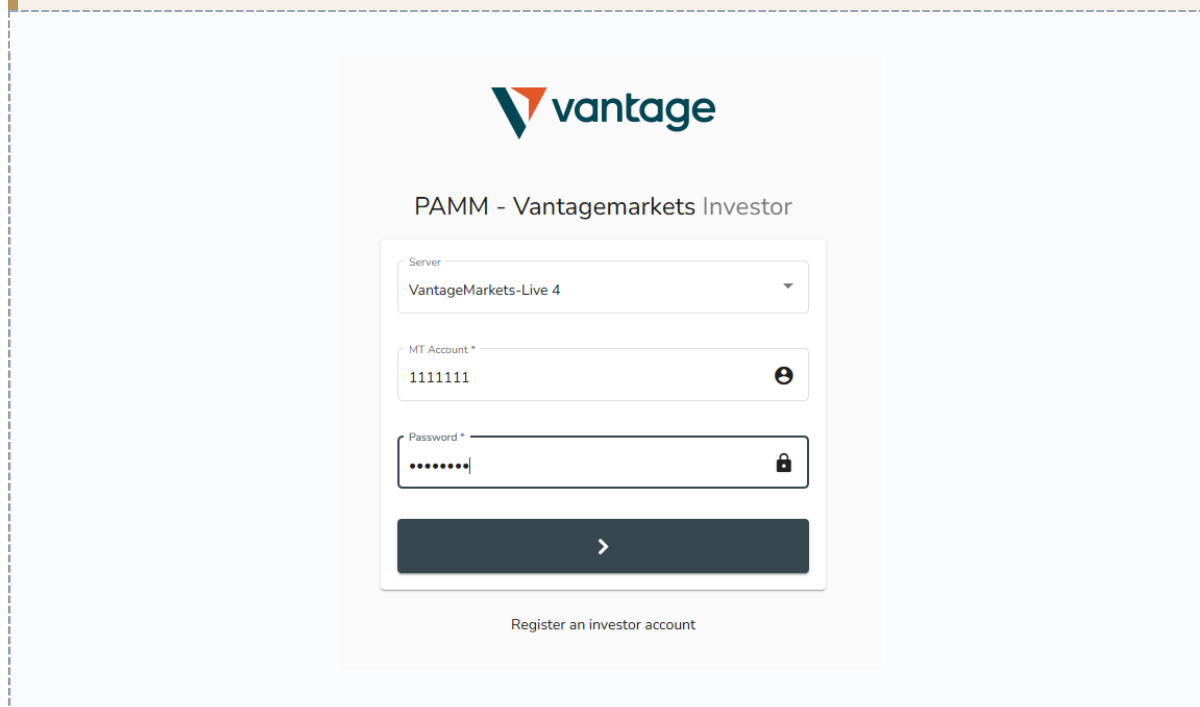 vantage
PAMM - Vantagemarkets Investor
Server
VantageMarkets-Live 4
MT Account *
1111111
Password *
••••••••
Register an investor account